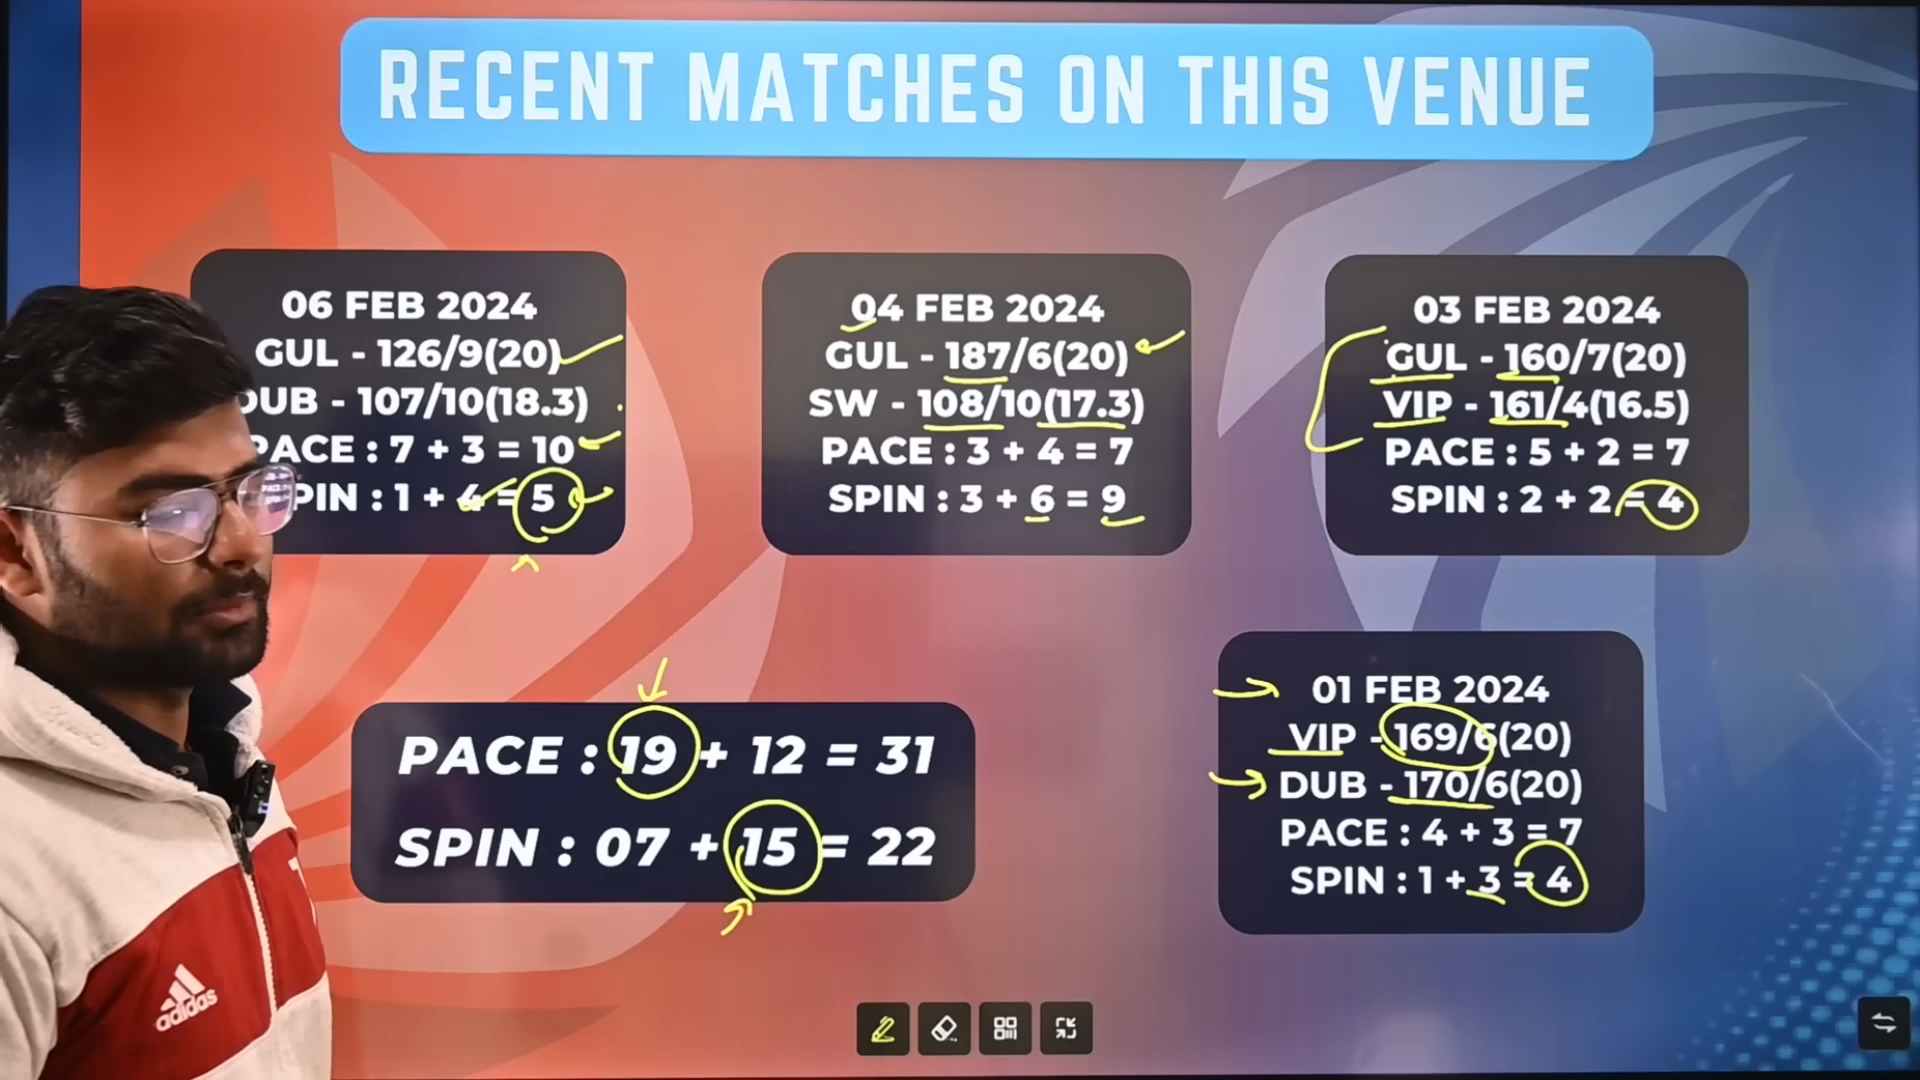 RECENT MATCHES ON THIS VENUE
06 FEB 2024
GUL - 126/9(20)
DUB - 107/10(18.3)
PACE : 7 + 3 = 10
SPIN : 1 + 4 = 5
04 FEB 2024
GUL - 187/6(20)
SW - 108/10(17.3)
PACE : 3 + 4 = 7
SPIN : 3 + 6 = 9
03 FEB 2024
GUL - 160/7(20)
VIP - 161/4(16.5)
PACE : 5 + 2 = 7
SPIN : 2 + 2 = 4
PACE : 19 + 12 = 31
SPIN : 07 + 15 = 22
01 FEB 2024
VIP - 169/6(20)
DUB - 170/6(20)
PACE : 4 + 3 = 7
SPIN : 1 + 3 = 4
adidas